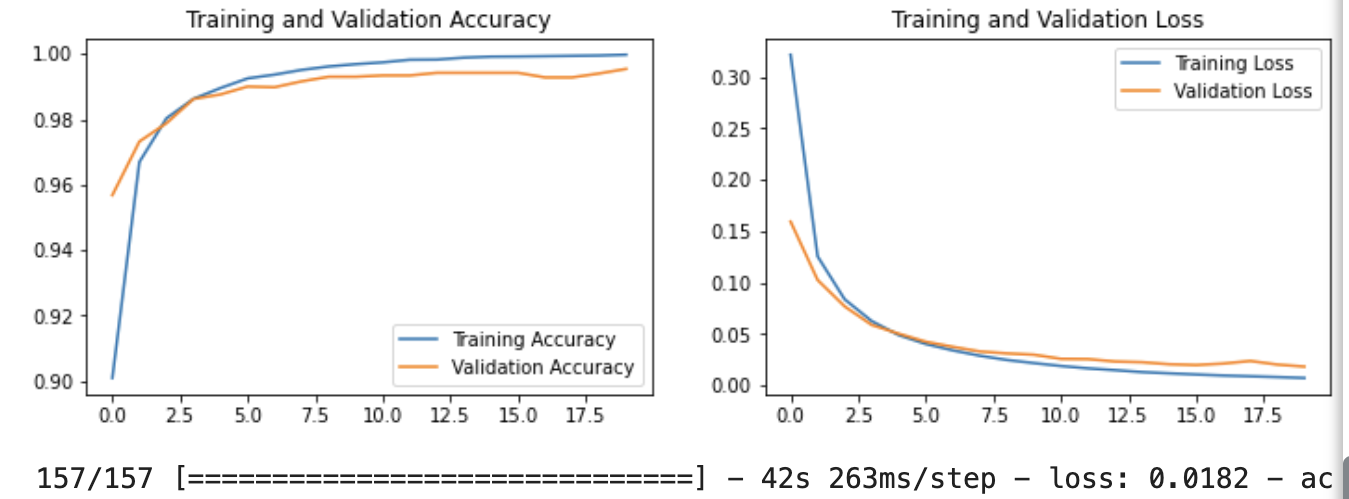 Training and Validation Accuracy
1.00
0.98
0.96
0.94
0.92
0.90
Training Accuracy
Validation Accuracy
0.0 2.5 5.0 7.5 10.0 12.5 15.0 17.5
Training and Validation Loss
0.30
0.25
0.20
0.15
0.10
0.05
0.00
Training Loss
Validation Loss
0.0 2.5 5.0 7.5 10.0 12.5 15.0 17.5
157/157 [==============================] - 42s 263ms/step - loss: 0.0182 - ac